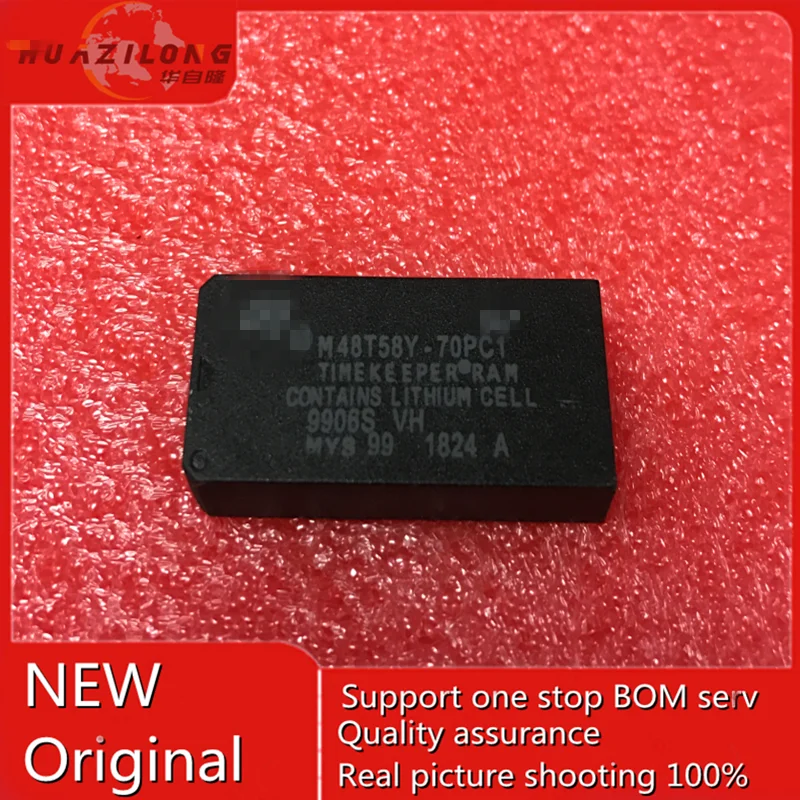 HUAZILONG
华自隆
M48T58Y-70PC1
TIMEKEEPER®RAM
CONTAINS LITHIUM CELL
9906S VH
MYS 99 1824 A
NEW
Original
Support one stop BOM serv
Quality assurance
Real picture shooting 100%